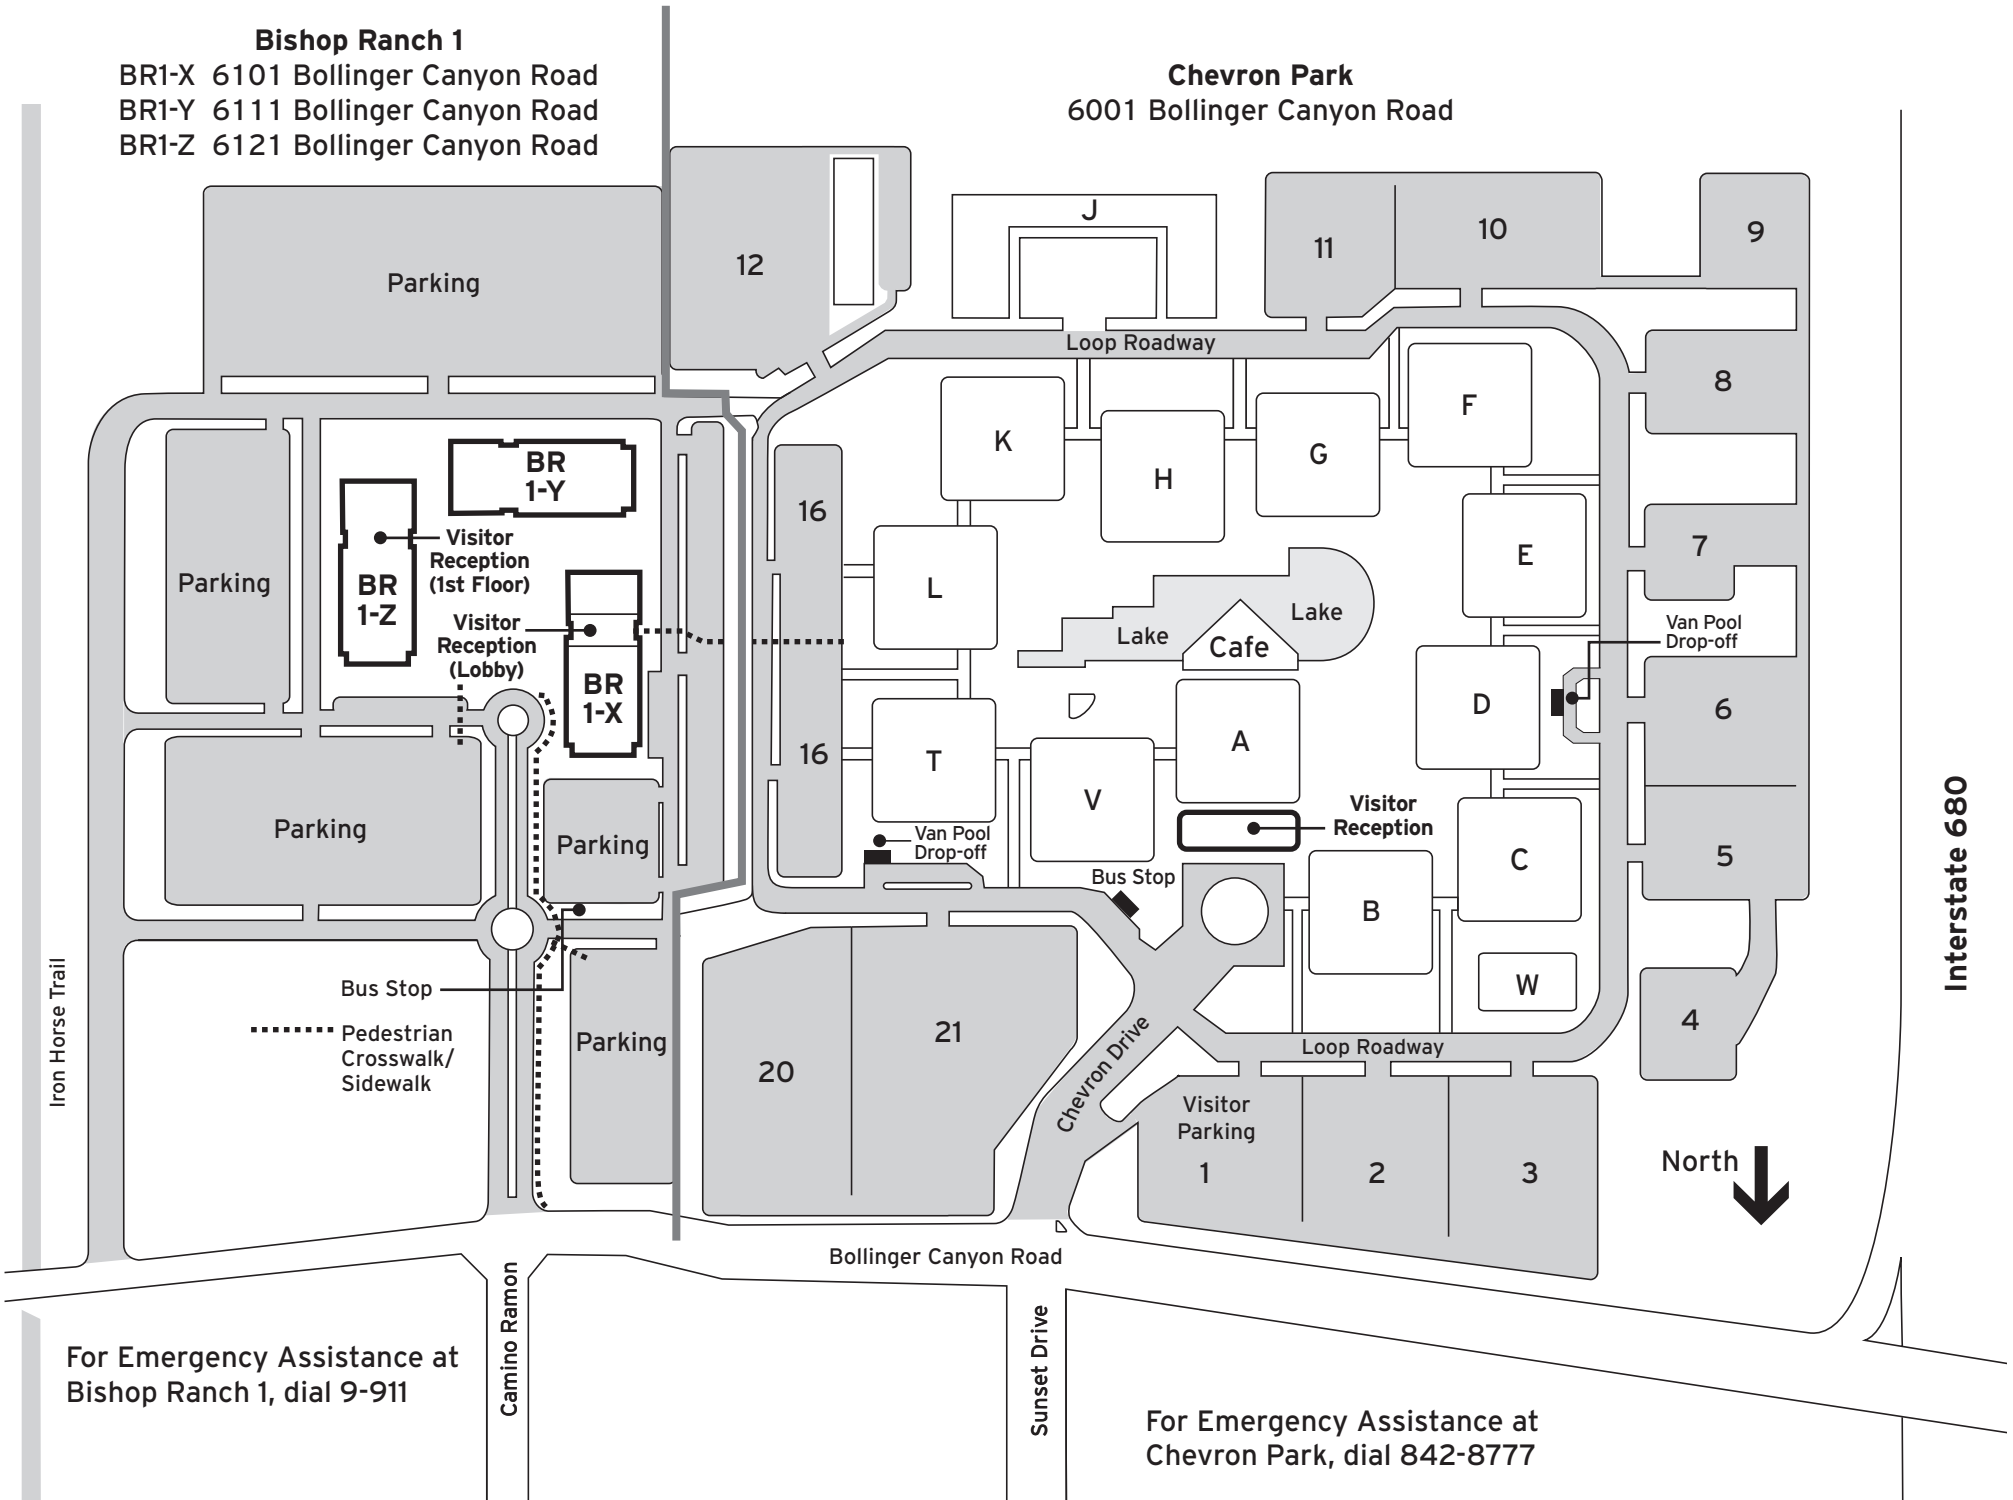 Bishop Ranch 1
BR1-X 6101 Bollinger Canyon Road
BR1-Y 6111 Bollinger Canyon Road
BR1-Z 6121 Bollinger Canyon Road
Chevron Park
6001 Bollinger Canyon Road
J
11
10
9
12
Parking
Loop Roadway
8
F
K
G
H
BR
1-Y
16
Visitor
Reception
(1st Floor)
7
E
Parking
BR
1-Z
L
Lake
Lake
Cafe
Visitor
Reception
(Lobby)
Van Pool
Drop-off
BR
1-X
D
6
16
T
A
V
Visitor
Reception
Parking
Parking
Van Pool
Drop-off
C
5
Bus Stop
B
W
Interstate 680
Iron Horse Trail
Bus Stop
Pedestrian
Crosswalk/
Sidewalk
Parking
20
21
Chevron Drive
Loop Roadway
4
Visitor
Parking
1
2
3
North
Bollinger Canyon Road
Camino Ramon
Sunset Drive
For Emergency Assistance at
Bishop Ranch 1, dial 9-911
For Emergency Assistance at
Chevron Park, dial 842-8777